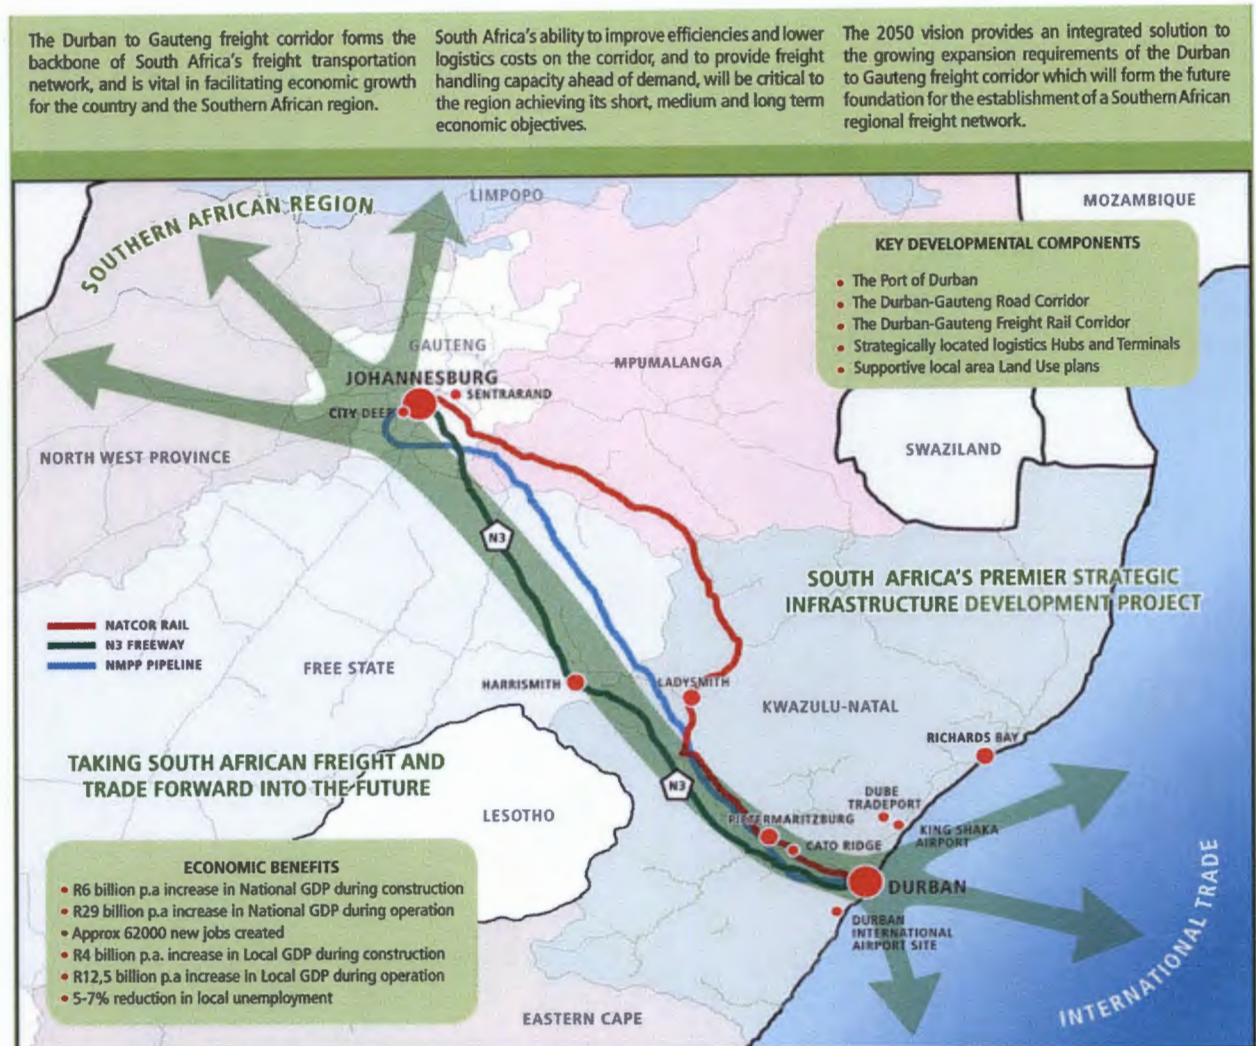 The Durban to Gauteng freight corridor forms the
backbone of South Africa's freight transportation
network, and is vital in facilitating economic growth
for the country and the Southern African region.
South Africa's ability to improve efficiencies and lower
logistics costs on the corridor, and to provide freight
handling capacity ahead of demand, will be critical to
the region achieving its short, medium and long term
economic objectives.
The 2050 vision provides an integrated solution to
the growing expansion requirements of the Durban
to Gauteng freight corridor which will form the future
foundation for the establishment of a Southern African
regional freight network.
SOUTHERN AFRICAN REGION
LIMPOPO
MOZAMBIQUE
KEY DEVELOPMENTAL COMPONENTS
• The Port of Durban
• The Durban-Gauteng Road Corridor
• The Durban-Gauteng Freight Rail Corridor
• Strategically located logistics Hubs and Terminals
• Supportive local area Land Use plans
GAUTENG
MPUMALANGA
JOHANNESBURG
SENTRARAND
CITY DEEP
NORTH WEST PROVINCE
SWAZILAND
N3
SOUTH AFRICA'S PREMIER STRATEGIC
INFRASTRUCTURE DEVELOPMENT PROJECT
NATCOR RAIL
N3 FREEWAY
NMPP PIPELINE
FREE STATE
HARRISMITH
LADYSMITH
KWAZULU-NATAL
RICHARDS BAY
TAKING SOUTH AFRICAN FREIGHT AND
TRADE FORWARD INTO THE FUTURE
N3
DUBE
TRADEPORT
LESOTHO
PIETERMARITZBURG
KING SHAKA
AIRPORT
CATO RIDGE
DURBAN
DURBAN
INTERNATIONAL
AIRPORT SITE
INTERNATIONAL TRADE
ECONOMIC BENEFITS
• R6 billion p.a increase in National GDP during construction
• R29 billion p.a increase in National GDP during operation
• Approx 62000 new jobs created
• R4 billion p.a. increase in Local GDP during construction
• R12,5 billion p.a increase in Local GDP during operation
• 5-7% reduction in local unemployment
EASTERN CAPE